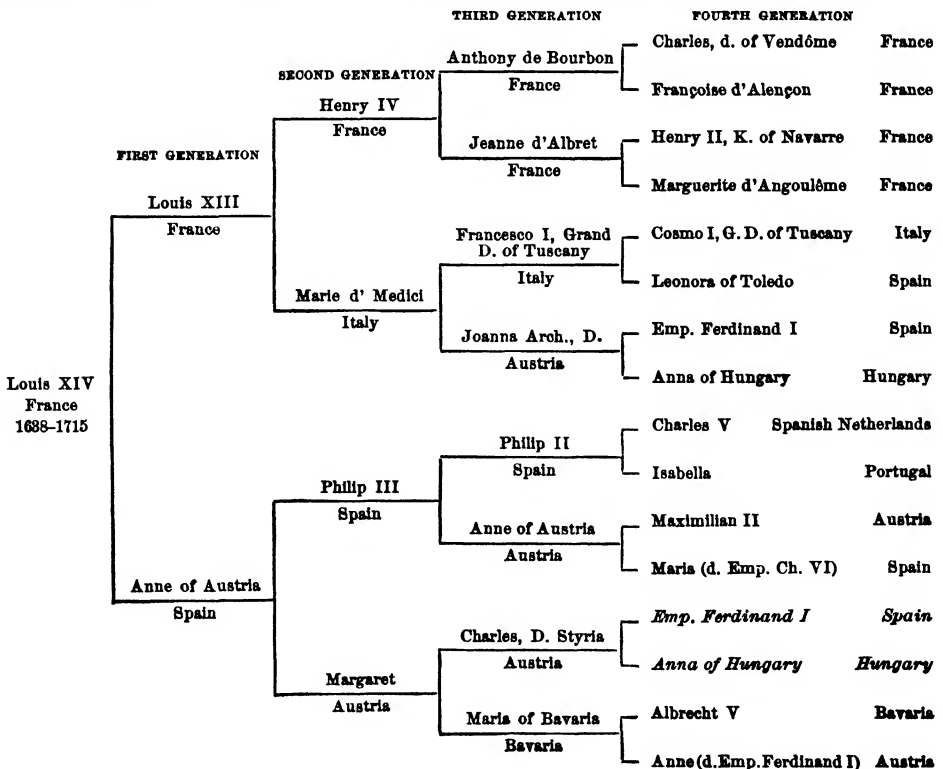 THIRD GENERATION
FOURTH GENERATION
Charles, d. of Vendôme France
Anthony de Bourbon
France
SECOND GENERATION
Françoise d'Alençon France
Henry IV
France
Henry II, K. of Navarre France
Jeanne d'Albret
France
FIRST GENERATION
Marguerite d'Angoulême France
Louis XIII
France
Francesco I, Grand
D. of Tuscany
Italy
Cosmo I, G. D. of Tuscany Italy
Leonora of Toledo Spain
Marie d' Medici
Italy
Joanna Arch., D.
Austria
Emp. Ferdinand I Spain
Anna of Hungary Hungary
Louis XIV
France
1638–1715
Charles V Spanish Netherlands
Philip II
Spain
Isabella Portugal
Philip III
Spain
Maximilian II Austria
Anne of Austria
Austria
Maria (d. Emp. Ch. VI) Spain
Anne of Austria
Spain
Emp. Ferdinand I Spain
Charles, D. Styria
Austria
Anna of Hungary Hungary
Margaret
Austria
Albrecht V Bavaria
Maria of Bavaria
Bavaria
Anne (d. Emp. Ferdinand I) Austria